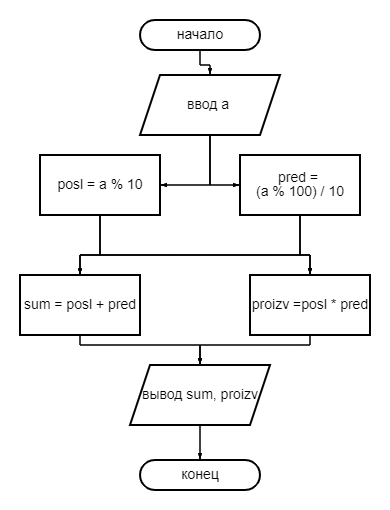 начало
ввод a
posl = a % 10
pred =
(a % 100) / 10
sum = posl + pred
proizv =posl * pred
вывод sum, proizv
конец